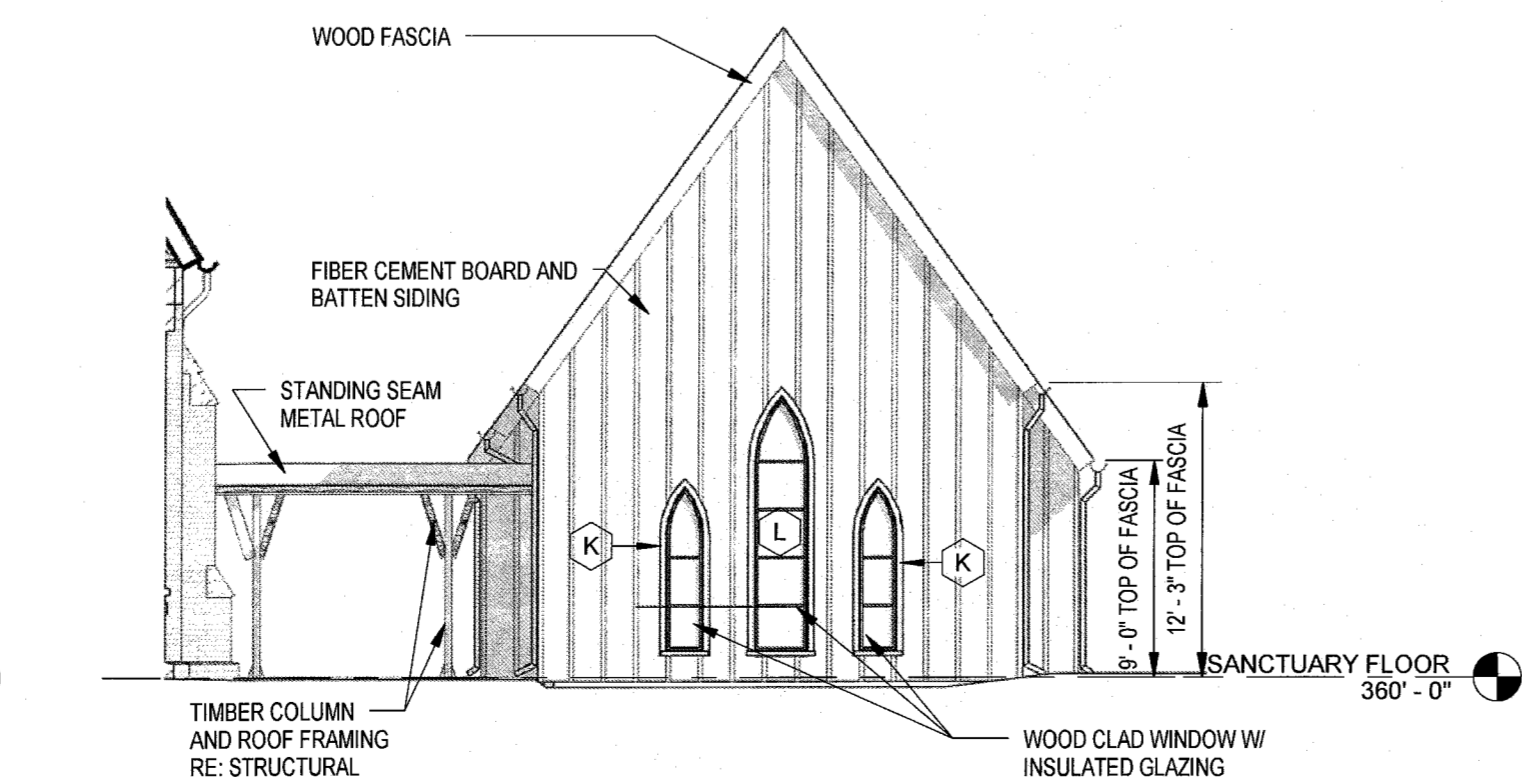 WOOD FASCIA
FIBER CEMENT BOARD AND
BATTEN SIDING
STANDING SEAM
METAL ROOF
K
L
K
9' - 0" TOP OF FASCIA
12' - 3" TOP OF FASCIA
SANCTUARY FLOOR
360' - 0"
TIMBER COLUMN
AND ROOF FRAMING
RE: STRUCTURAL
WOOD CLAD WINDOW W/
INSULATED GLAZING